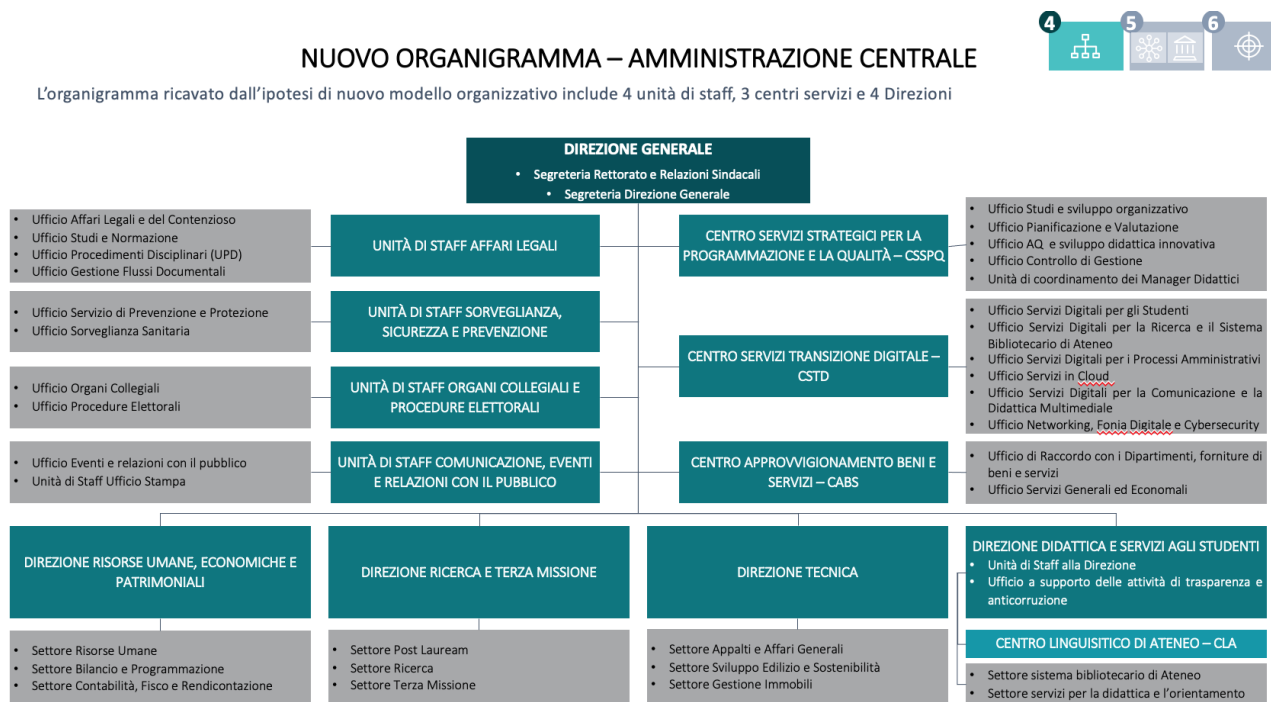 4
5
6
NUOVO ORGANIGRAMMA – AMMINISTRAZIONE CENTRALE
L'organigramma ricavato dall'ipotesi di nuovo modello organizzativo include 4 unità di staff, 3 centri servizi e 4 Direzioni
DIREZIONE GENERALE
• Segreteria Rettorato e Relazioni Sindacali
• Segreteria Direzione Generale
• Ufficio Affari Legali e del Contenzioso
• Ufficio Studi e Normazione
• Ufficio Procedimenti Disciplinari (UPD)
• Ufficio Gestione Flussi Documentali
UNITÀ DI STAFF AFFARI LEGALI
CENTRO SERVIZI STRATEGICI PER LA
PROGRAMMAZIONE E LA QUALITÀ – CSSPQ
• Ufficio Studi e sviluppo organizzativo
• Ufficio Pianificazione e Valutazione
• Ufficio AQ e sviluppo didattica innovativa
• Ufficio Controllo di Gestione
• Unità di coordinamento dei Manager Didattici
• Ufficio Servizio di Prevenzione e Protezione
• Ufficio Sorveglianza Sanitaria
UNITÀ DI STAFF SORVEGLIANZA,
SICUREZZA E PREVENZIONE
CENTRO SERVIZI TRANSIZIONE DIGITALE –
CSTD
• Ufficio Servizi Digitali per gli Studenti
• Ufficio Servizi Digitali per la Ricerca e il Sistema
Bibliotecario di Ateneo
• Ufficio Servizi Digitali per i Processi Amministrativi
• Ufficio Servizi in Cloud
• Ufficio Servizi Digitali per la Comunicazione e la
Didattica Multimediale
• Ufficio Networking, Fonia Digitale e Cybersecurity
• Ufficio Organi Collegiali
• Ufficio Procedure Elettorali
UNITÀ DI STAFF ORGANI COLLEGIALI E
PROCEDURE ELETTORALI
• Ufficio Eventi e relazioni con il pubblico
• Unità di Staff Ufficio Stampa
UNITÀ DI STAFF COMUNICAZIONE, EVENTI
E RELAZIONI CON IL PUBBLICO
CENTRO APPROVVIGIONAMENTO BENI E
SERVIZI – CABS
• Ufficio di Raccordo con i Dipartimenti, forniture di
beni e servizi
• Ufficio Servizi Generali ed Economali
DIREZIONE RISORSE UMANE, ECONOMICHE E
PATRIMONIALI
• Settore Risorse Umane
• Settore Bilancio e Programmazione
• Settore Contabilità, Fisco e Rendicontazione
DIREZIONE RICERCA E TERZA MISSIONE
• Settore Post Lauream
• Settore Ricerca
• Settore Terza Missione
DIREZIONE TECNICA
• Settore Appalti e Affari Generali
• Settore Sviluppo Edilizio e Sostenibilità
• Settore Gestione Immobili
DIREZIONE DIDATTICA E SERVIZI AGLI STUDENTI
• Unità di Staff alla Direzione
• Ufficio a supporto delle attività di trasparenza e
anticorruzione
CENTRO LINGUISITICO DI ATENEO – CLA
• Settore sistema bibliotecario di Ateneo
• Settore servizi per la didattica e l'orientamento